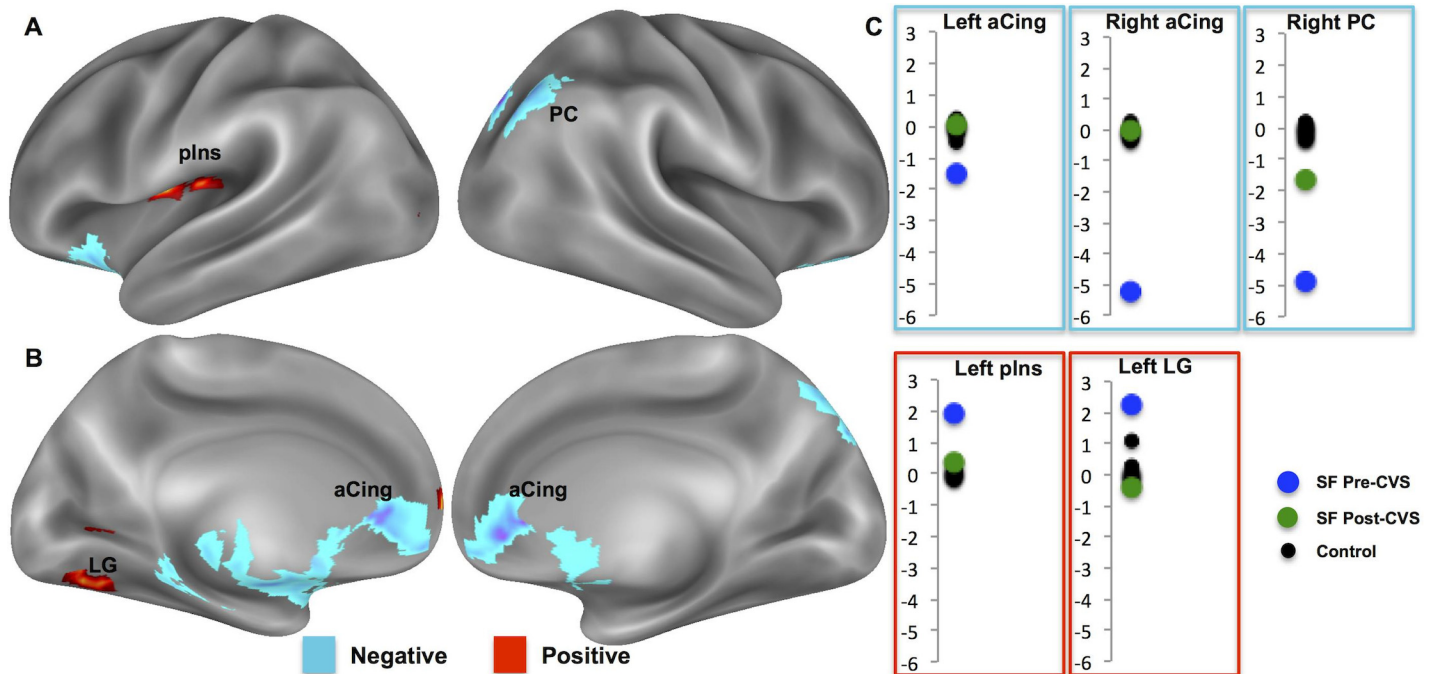 A
pIns
PC
B
aCing
aCing
LG
Negative
Positive
C
Left aCing
3
2
1
0
-1
-2
-3
-4
-5
-6
Right aCing
3
2
1
0
-1
-2
-3
-4
-5
-6
Right PC
3
2
1
0
-1
-2
-3
-4
-5
-6
Left pIns
3
2
1
0
-1
-2
-3
-4
-5
-6
Left LG
3
2
1
0
-1
-2
-3
-4
-5
-6
SF Pre-CVS
SF Post-CVS
Control